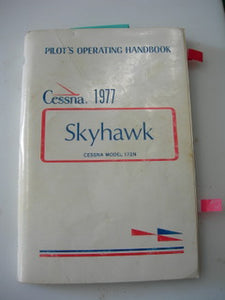 PILOT'S OPERATING HANDBOOK
Cessna. 1977
Skyhawk
CESSNA MODEL 172N